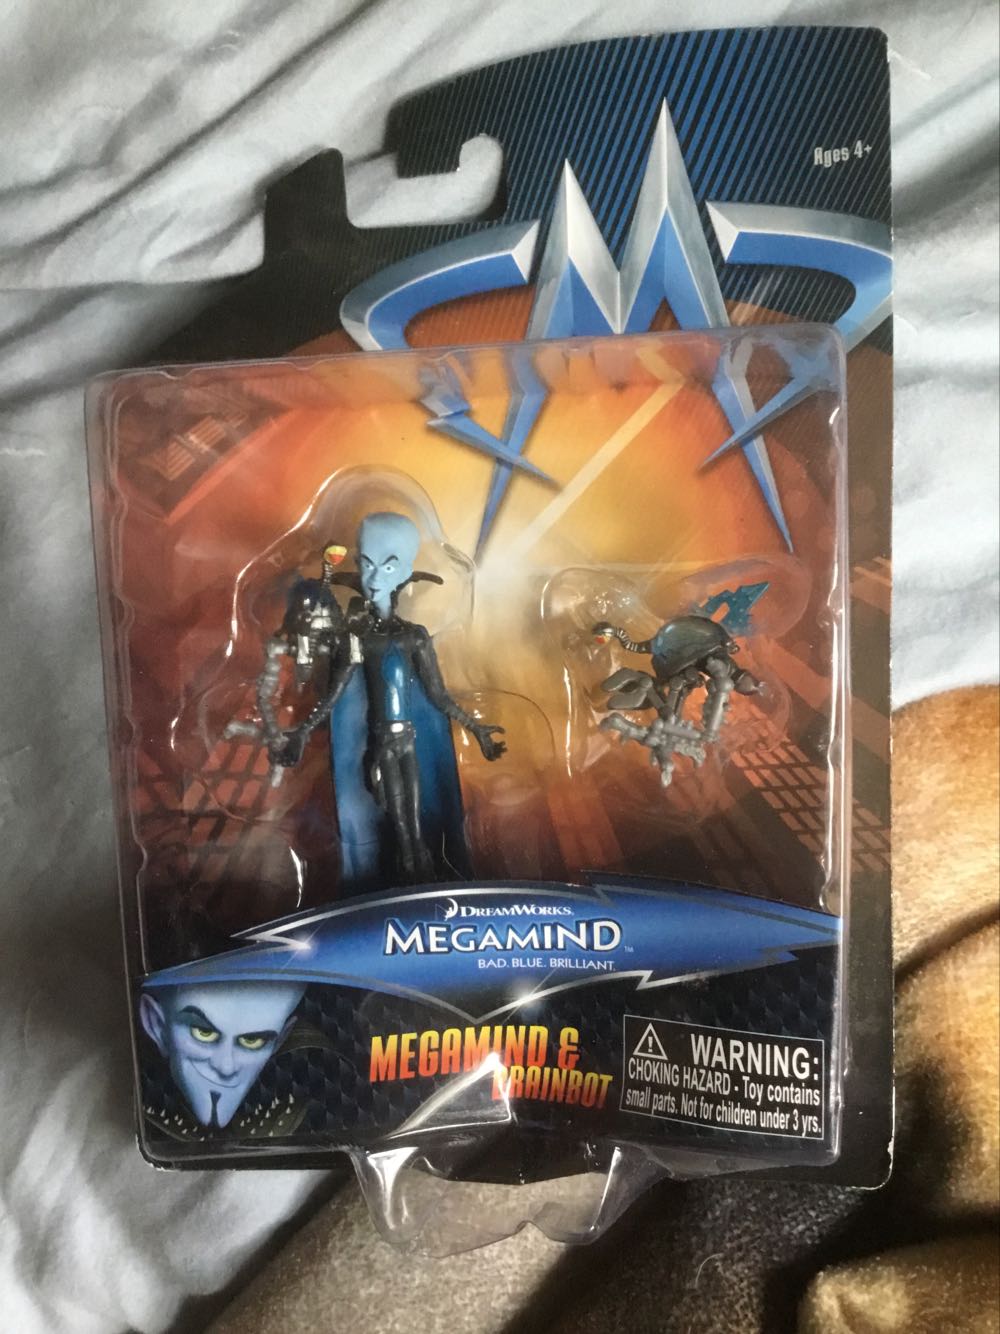 Ages 4+
DREAMWORKS
MEGAMIND™
BAD. BLUE. BRILLIANT.
MEGAMIND &
BRAINBOT
WARNING:
CHOKING HAZARD - Toy contains
small parts. Not for children under 3 yrs.